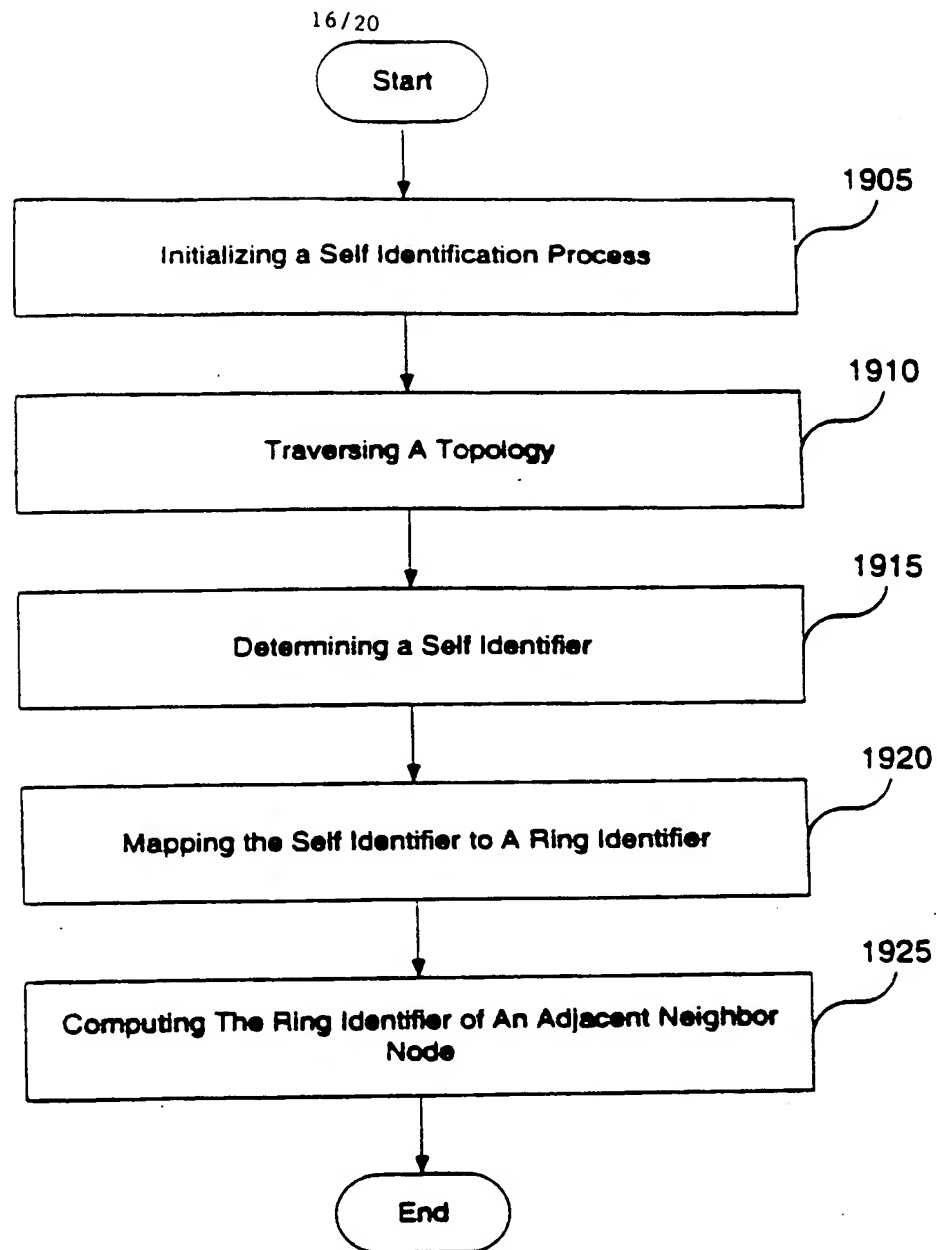 16/20
Start
1905
Initializing a Self Identification Process
1910
Traversing A Topology
1915
Determining a Self Identifier
1920
Mapping the Self Identifier to A Ring Identifier
1925
Computing The Ring Identifier of An Adjacent Neighbor
Node
End